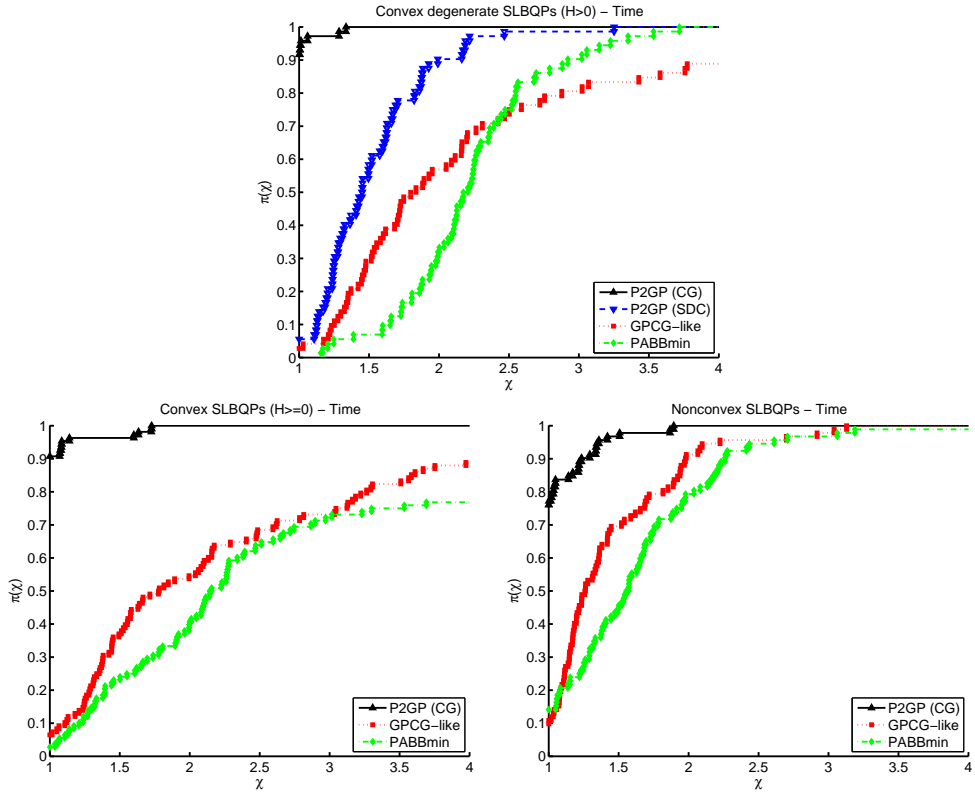 Convex degenerate SLBQPs (H>0) – Time
1
0.9
0.8
0.7
0.6
0.5
0.4
0.3
0.2
0.1
0
π(χ)
1 1.5 2 2.5 3 3.5 4
χ
P2GP (CG)
P2GP (SDC)
GPCG–like
PABBmin
Convex SLBQPs (H>=0) – Time
1
0.9
0.8
0.7
0.6
0.5
0.4
0.3
0.2
0.1
0
π(χ)
1 1.5 2 2.5 3 3.5 4
χ
P2GP (CG)
GPCG–like
PABBmin
Nonconvex SLBQPs – Time
1
0.9
0.8
0.7
0.6
0.5
0.4
0.3
0.2
0.1
0
π(χ)
1 1.5 2 2.5 3 3.5 4
χ
P2GP (CG)
GPCG–like
PABBmin